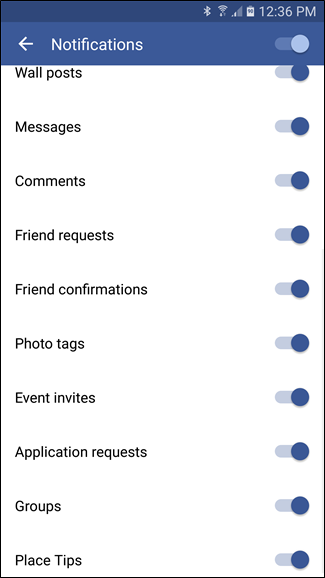 12:36 PM
Notifications
Wall posts
Messages
Comments
Friend requests
Friend confirmations
Photo tags
Event invites
Application requests
Groups
Place Tips